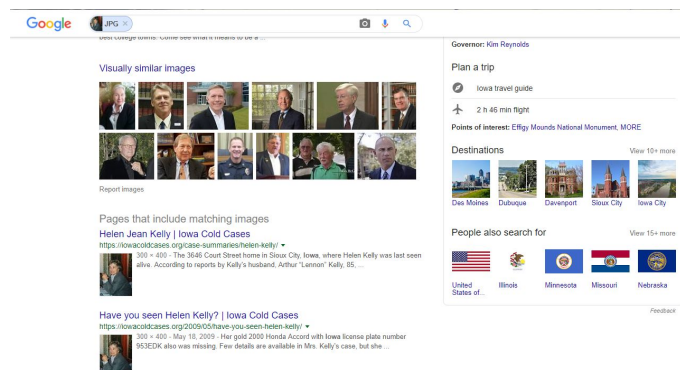 Google
JPG ×
best college towns. Come see what it means to be a ...
Visually similar images
Report images
Pages that include matching images
Helen Jean Kelly | Iowa Cold Cases
https://iowacoldcases.org/case-summaries/helen-kelly/
300 × 400 - The 3646 Court Street home in Sioux City, Iowa, where Helen Kelly was last seen
alive. According to reports by Kelly's husband, Arthur “Lennon” Kelly, 85, ...
Have you seen Helen Kelly? | Iowa Cold Cases
https://iowacoldcases.org/2009/05/have-you-seen-helen-kelly/
300 × 400 - May 18, 2009 - Her gold 2000 Honda Accord with Iowa license plate number
953EDK also was missing. Few details are available in Mrs. Kelly's case, but she ...
Governor: Kim Reynolds
Plan a trip
Iowa travel guide
2 h 46 min flight
Points of interest: Effigy Mounds National Monument, MORE
Destinations
View 10+ more
Des Moines
Dubuque
Davenport
Sioux City
Iowa City
People also search for
View 15+ more
United
States of...
Illinois
Minnesota
Missouri
Nebraska
Feedback